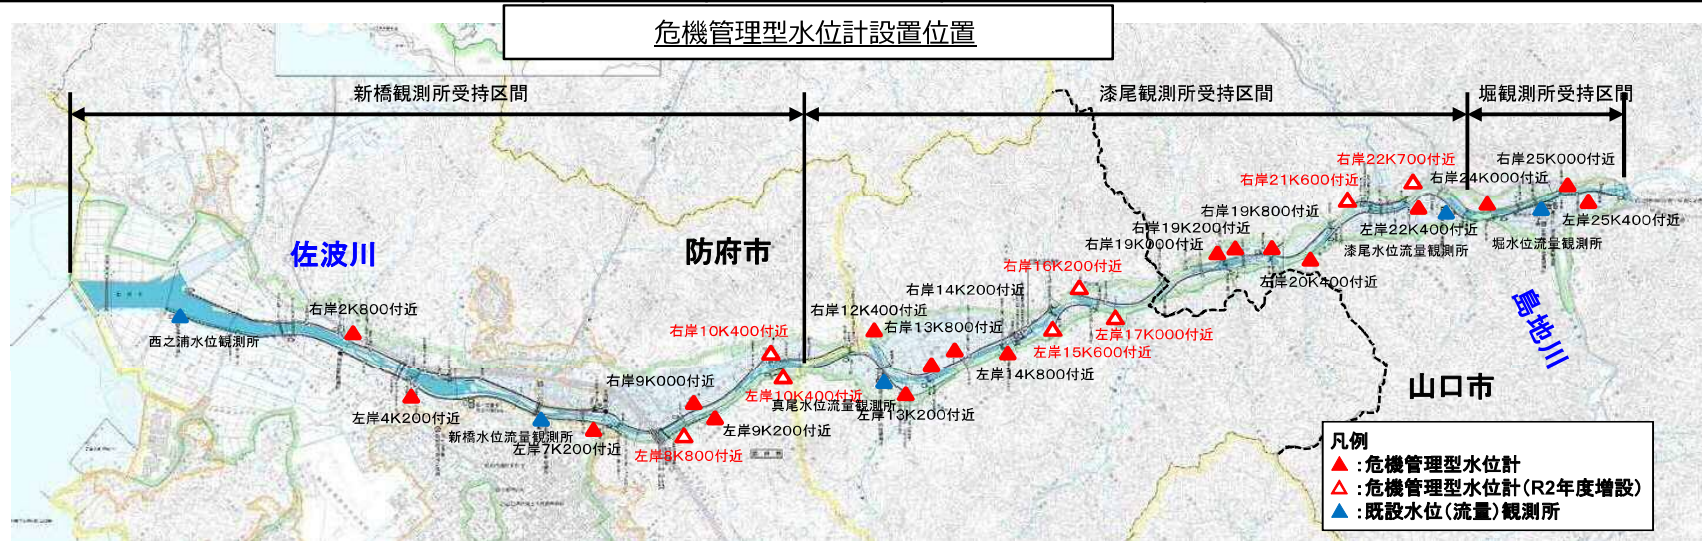 危機管理型水位計設置位置
新橋観測所受持区間
漆尾観測所受持区間
堀観測所受持区間
右岸22K700付近
右岸25K000付近
右岸21K600付近
右岸24K000付近
右岸19K800付近
左岸25K400付近
右岸19K200付近
左岸22K400付近
右岸19K000付近
漆尾水位流量観測所
堀水位流量観測所
佐波川
防府市
右岸16K200付近
左岸20K400付近
右岸14K200付近
右岸2K800付近
右岸12K400付近
島地川
右岸10K400付近
右岸13K800付近
左岸17K000付近
西之浦水位観測所
左岸15K600付近
左岸14K800付近
右岸9K000付近
左岸10K400付近
山口市
真尾水位流量観測所
左岸4K200付近
左岸13K200付近
新橋水位流量観測所
左岸9K200付近
左岸7K200付近
左岸8K800付近
凡例
▲:危機管理型水位計
△:危機管理型水位計(R2年度増設)
▲:既設水位(流量)観測所